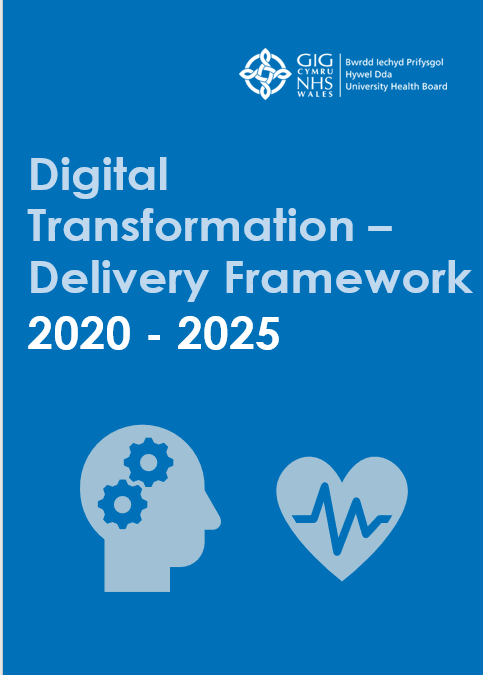 GIG
CYMRU
NHS
WALES
Bwrdd Iechyd Prifysgol
Hywel Dda
University Health Board
Digital
Transformation –
Delivery Framework
2020 - 2025